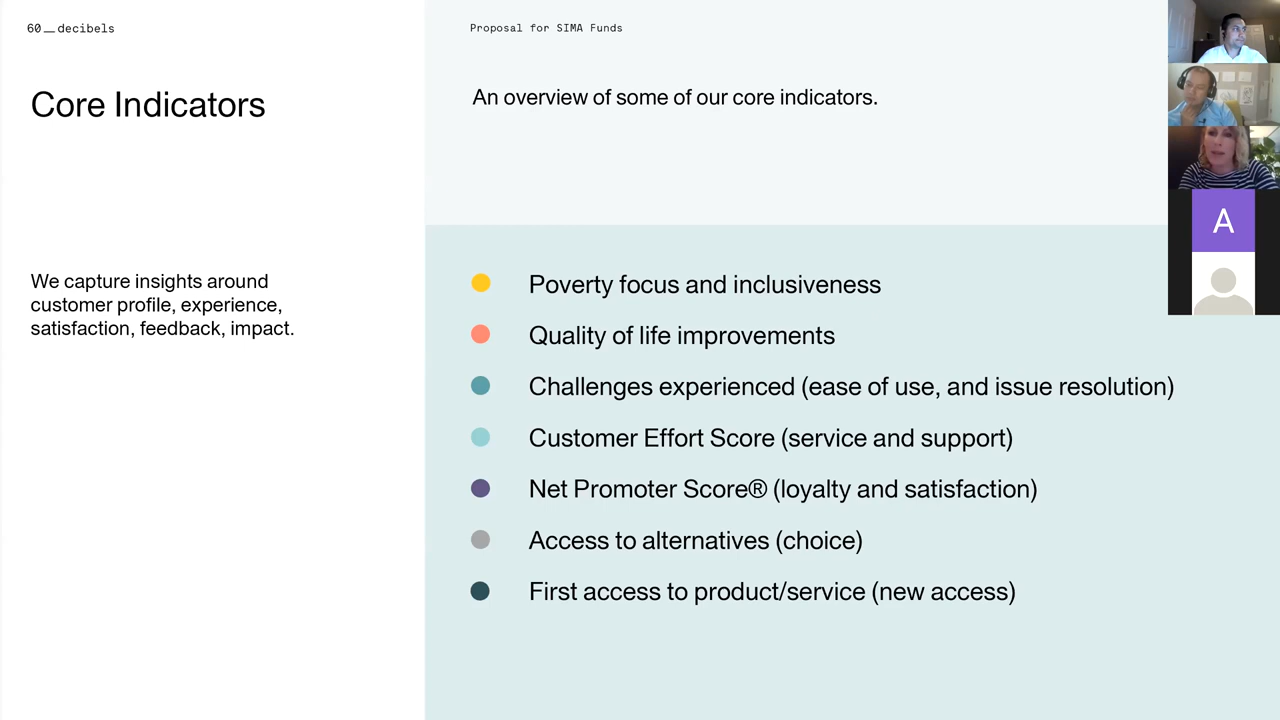 60__decibels
Proposal for SIMA Funds
Core Indicators
An overview of some of our core indicators.
We capture insights around
customer profile, experience,
satisfaction, feedback, impact.
Poverty focus and inclusiveness
Quality of life improvements
Challenges experienced (ease of use, and issue resolution)
Customer Effort Score (service and support)
Net Promoter Score® (loyalty and satisfaction)
Access to alternatives (choice)
First access to product/service (new access)
A